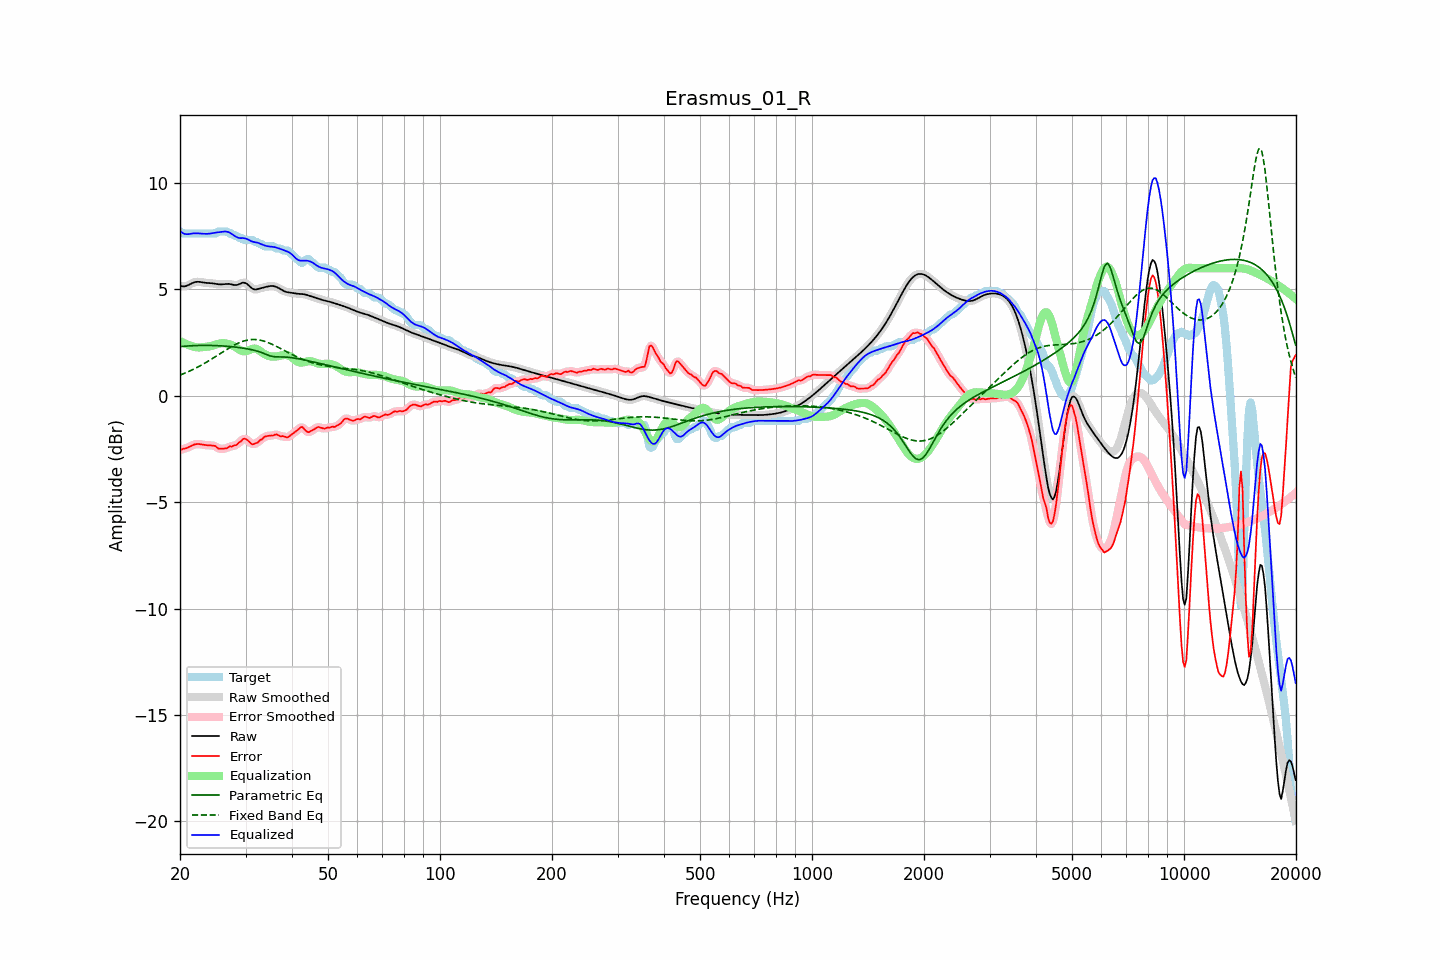 Erasmus_01_R
Amplitude (dBr)
10
5
0
−5
−10
−15
−20
Target
Raw Smoothed
Error Smoothed
Raw
Error
Equalization
Parametric Eq
Fixed Band Eq
Equalized
20 50 100 200 500 1000 2000 5000 10000 20000
Frequency (Hz)